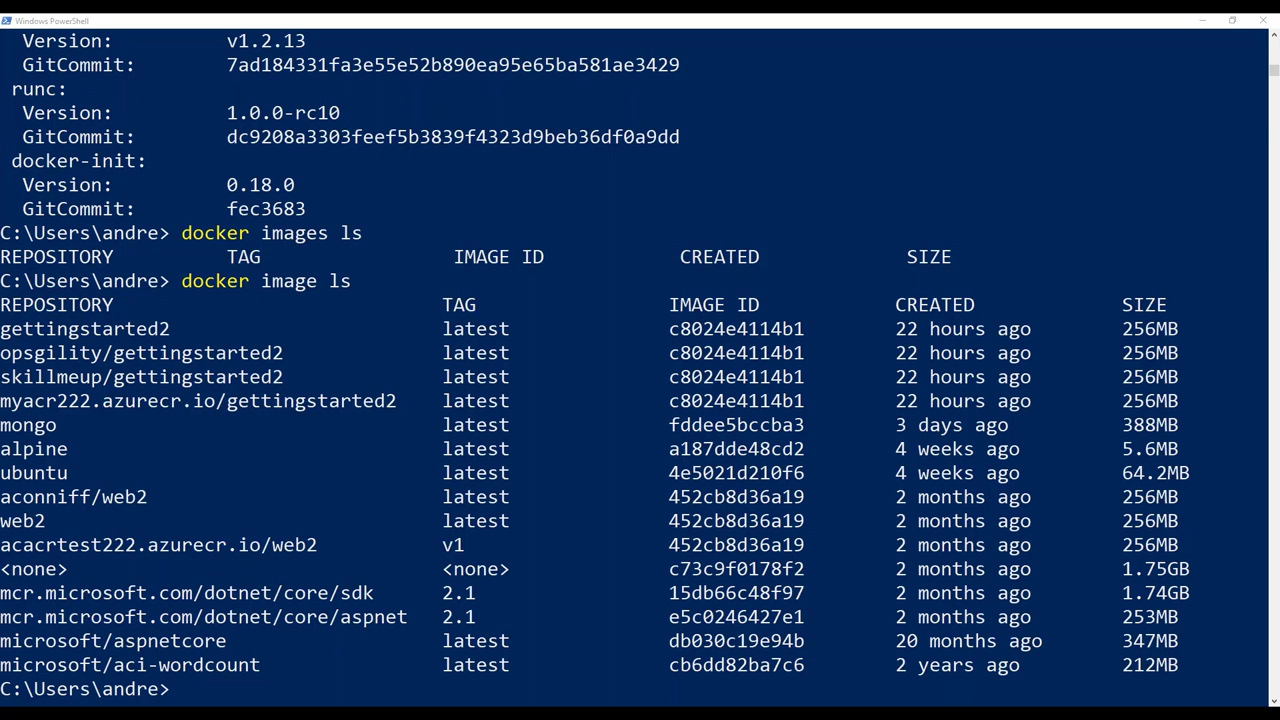 Windows PowerShell
Version: v1.2.13
GitCommit: 7ad184331fa3e55e52b890ea95e65ba581ae3429
runc:
Version: 1.0.0-rc10
GitCommit: dc9208a3303feef5b3839f4323d9beb36df0a9dd
docker-init:
Version: 0.18.0
GitCommit: fec3683
C:\Users\andre> docker images ls
REPOSITORY TAG IMAGE ID CREATED SIZE
C:\Users\andre> docker image ls
REPOSITORY TAG IMAGE ID CREATED SIZE
gettingstarted2 latest c8024e4114b1 22 hours ago 256MB
opsgility/gettingstarted2 latest c8024e4114b1 22 hours ago 256MB
skillmeup/gettingstarted2 latest c8024e4114b1 22 hours ago 256MB
myacr222.azurecr.io/gettingstarted2 latest c8024e4114b1 22 hours ago 256MB
mongo latest fddee5bccba3 3 days ago 388MB
alpine latest a187dde48cd2 4 weeks ago 5.6MB
ubuntu latest 4e5021d210f6 4 weeks ago 64.2MB
aconniff/web2 latest 452cb8d36a19 2 months ago 256MB
web2 latest 452cb8d36a19 2 months ago 256MB
acacrtest222.azurecr.io/web2 v1 452cb8d36a19 2 months ago 256MB
<none> <none> c73c9f0178f2 2 months ago 1.75GB
mcr.microsoft.com/dotnet/core/sdk 2.1 15db66c48f97 2 months ago 1.74GB
mcr.microsoft.com/dotnet/core/aspnet 2.1 e5c0246427e1 2 months ago 253MB
microsoft/aspnetcore latest db030c19e94b 20 months ago 347MB
microsoft/aci-wordcount latest cb6dd82ba7c6 2 years ago 212MB
C:\Users\andre>